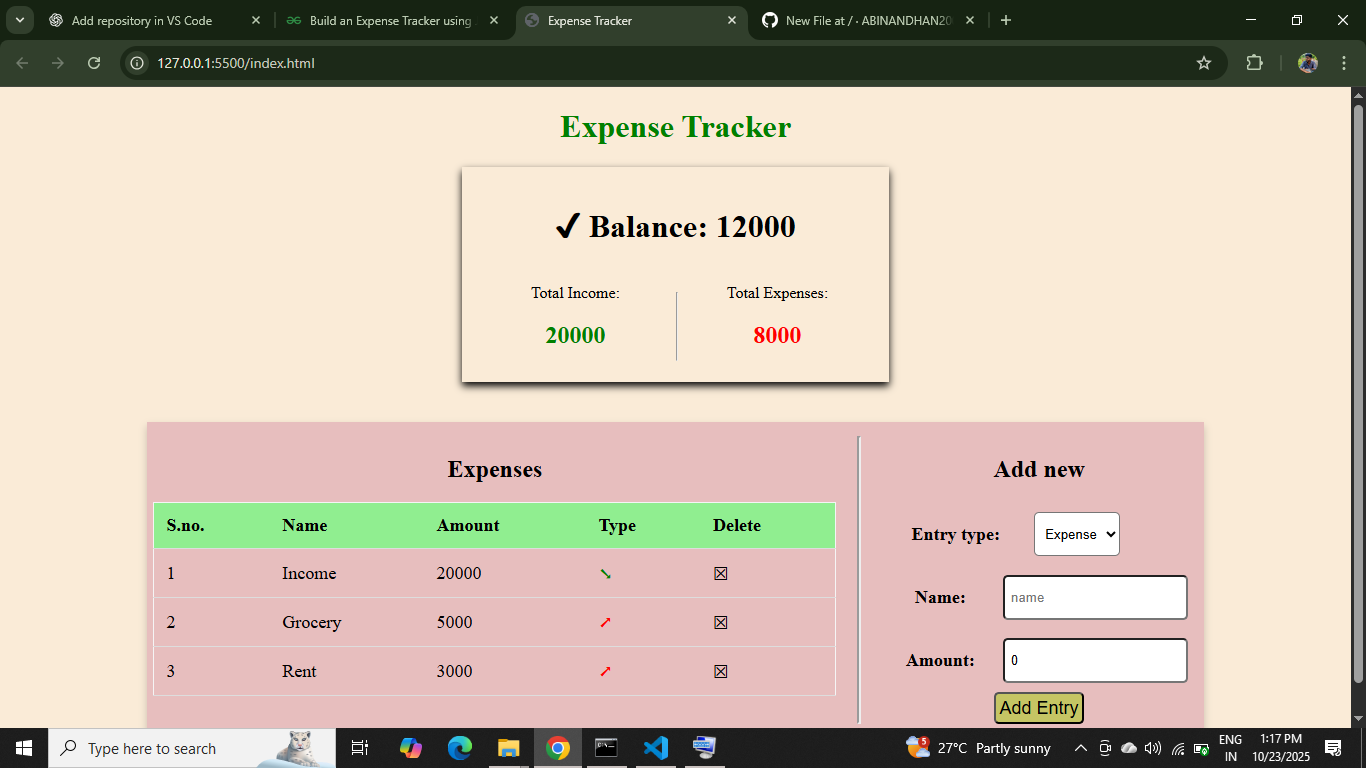 Add repository in VS Code
Build an Expense Tracker using
Expense Tracker
New File at / · ABINANDHAN20
127.0.0.1:5500/index.html
Expense Tracker
✔ Balance: 12000
Total Income: Total Expenses:
20000 8000
Expenses
S.no. Name Amount Type Delete
1 Income 20000 ➘ ☒
2 Grocery 5000 ➚ ☒
3 Rent 3000 ➚ ☒
Add new
Entry type: Expense
Name: name
Amount: 0
Add Entry
Type here to search
5
27°C Partly sunny
ENG
IN
1:17 PM
10/23/2025